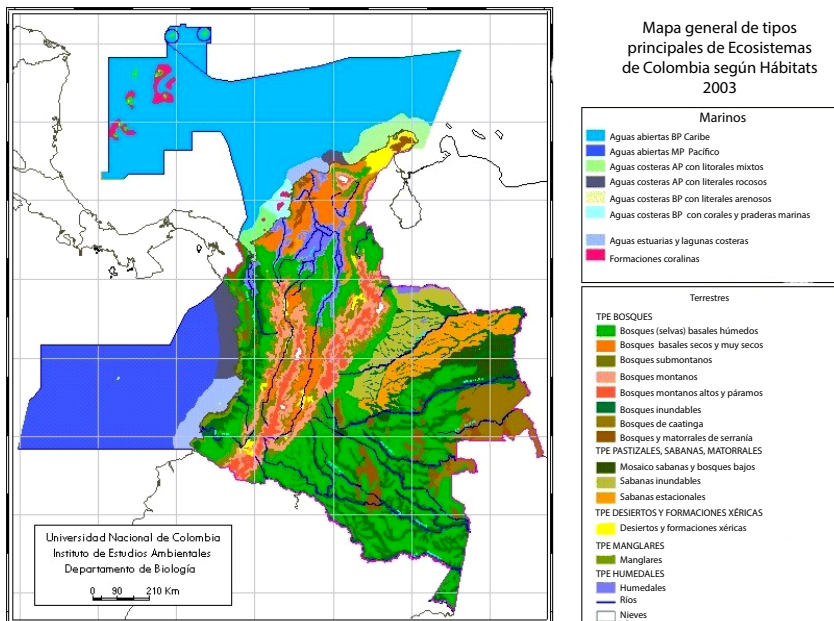 Mapa general de tipos
principales de Ecosistemas
de Colombia según Hábitats
2003
Marinos
Aguas abiertas BP Caribe
Aguas abiertas MP Pacífico
Aguas costeras AP con litorales mixtos
Aguas costeras AP con literales rocosos
Aguas costeras BP con literales arenosos
Aguas costeras BP con corales y praderas marinas
Aguas estuarias y lagunas costeras
Formaciones coralinas
Terrestres
TPE BOSQUES
Bosques (selvas) basales húmedos
Bosques basales secos y muy secos
Bosques submontanos
Bosques montanos
Bosques montanos altos y páramos
Bosques inundables
Bosques de caatinga
Bosques y matorrales de serranía
TPE PASTIZALES, SABANAS, MATORRALES
Mosaico sabanas y bosques bajos
Sabanas inundables
Sabanas estacionales
TPE DESIERTOS Y FORMACIONES XÉRICAS
Desiertos y formaciones xéricas
TPE MANGLARES
Manglares
TPE HUMEDALES
Humedales
Ríos
Nieves
Universidad Nacional de Colombia
Instituto de Estudios Ambientales
Departamento de Biología
0 90 210 Km